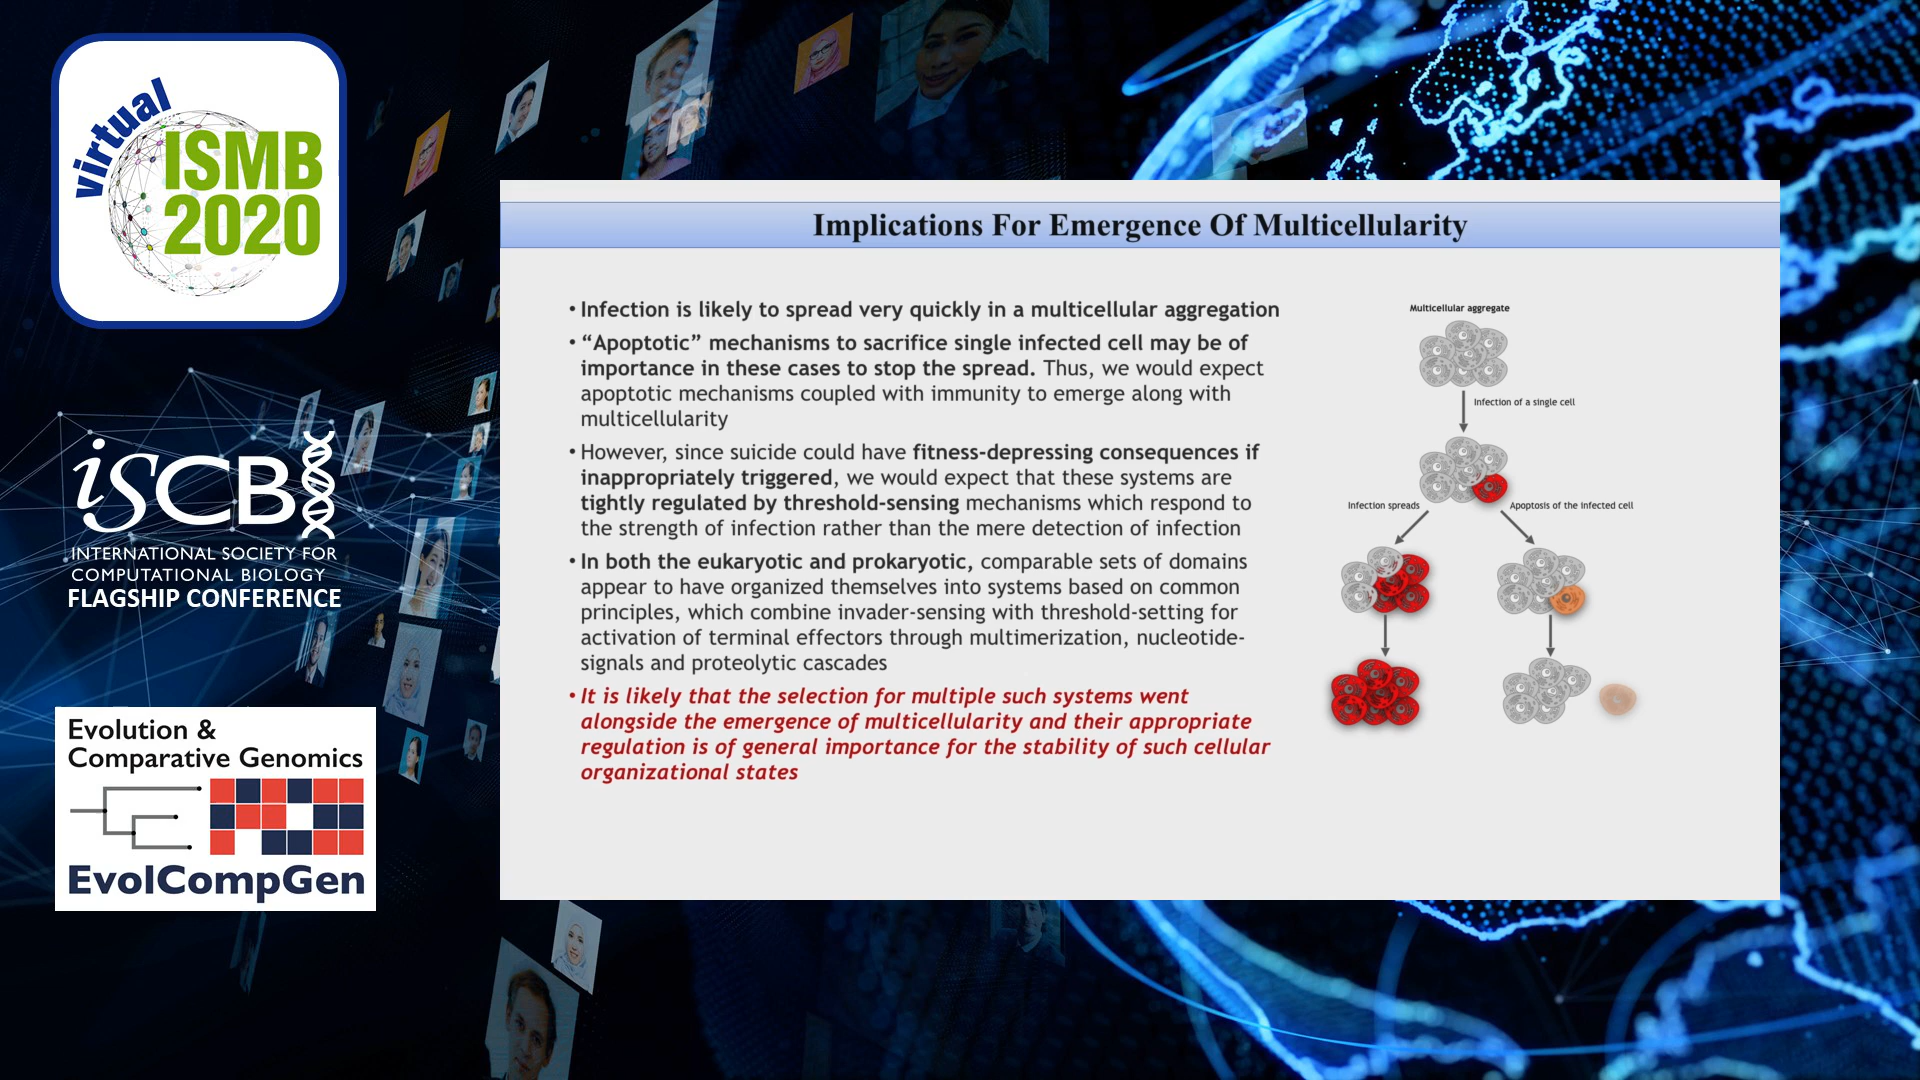 virtual
ISMB
2020
iSCB
INTERNATIONAL SOCIETY FOR
COMPUTATIONAL BIOLOGY
FLAGSHIP CONFERENCE
Evolution &
Comparative Genomics
EvolCompGen
Implications For Emergence Of Multicellularity
• Infection is likely to spread very quickly in a multicellular aggregation
• “Apoptotic” mechanisms to sacrifice single infected cell may be of
importance in these cases to stop the spread. Thus, we would expect
apoptotic mechanisms coupled with immunity to emerge along with
multicellularity
• However, since suicide could have fitness-depressing consequences if
inappropriately triggered, we would expect that these systems are
tightly regulated by threshold-sensing mechanisms which respond to
the strength of infection rather than the mere detection of infection
• In both the eukaryotic and prokaryotic, comparable sets of domains
appear to have organized themselves into systems based on common
principles, which combine invader-sensing with threshold-setting for
activation of terminal effectors through multimerization, nucleotide-
signals and proteolytic cascades
• It is likely that the selection for multiple such systems went
alongside the emergence of multicellularity and their appropriate
regulation is of general importance for the stability of such cellular
organizational states
Multicellular aggregate
Infection of a single cell
Infection spreads
Apoptosis of the infected cell